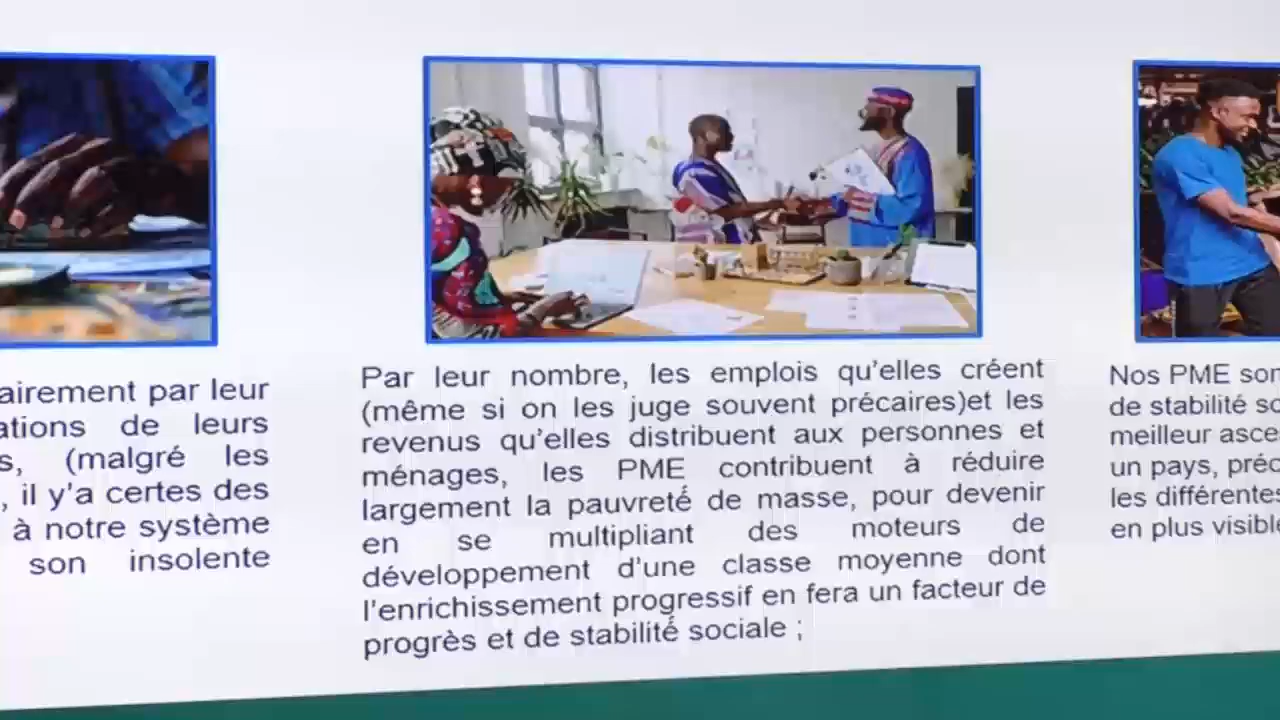 airement par leur
ations de leurs
s, (malgré les
, il y'a certes des
à notre système
son insolente
Par leur nombre, les emplois qu'elles créent
(même si on les juge souvent précaires)et les
revenus qu'elles distribuent aux personnes et
ménages, les PME contribuent à réduire
largement la pauvreté de masse, pour devenir
en se multipliant des moteurs de
développement d'une classe moyenne dont
l'enrichissement progressif en fera un facteur de
progrès et de stabilité sociale ;
Nos PME son
de stabilité so
meilleur asce
un pays, préc
les différentes
en plus visible